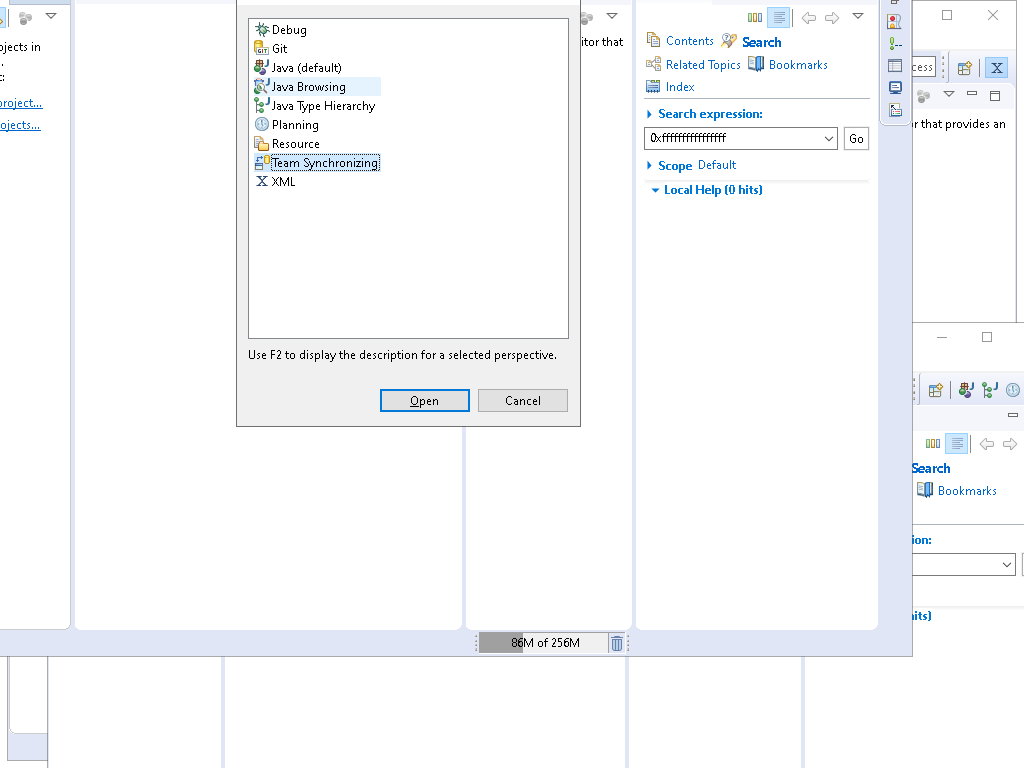 ojects in
:
project...
ojects...
Debug
Git
Java (default)
Java Browsing
Java Type Hierarchy
Planning
Resource
Team Synchronizing
XML
Use F2 to display the description for a selected perspective.
Open
Cancel
itor that
Contents
Search
Related Topics
Bookmarks
Index
Search expression:
0xffffffffffffffff
Go
Scope Default
Local Help (0 hits)
86M of 256M
cess
or that provides an
Search
Bookmarks
ion:
hits)